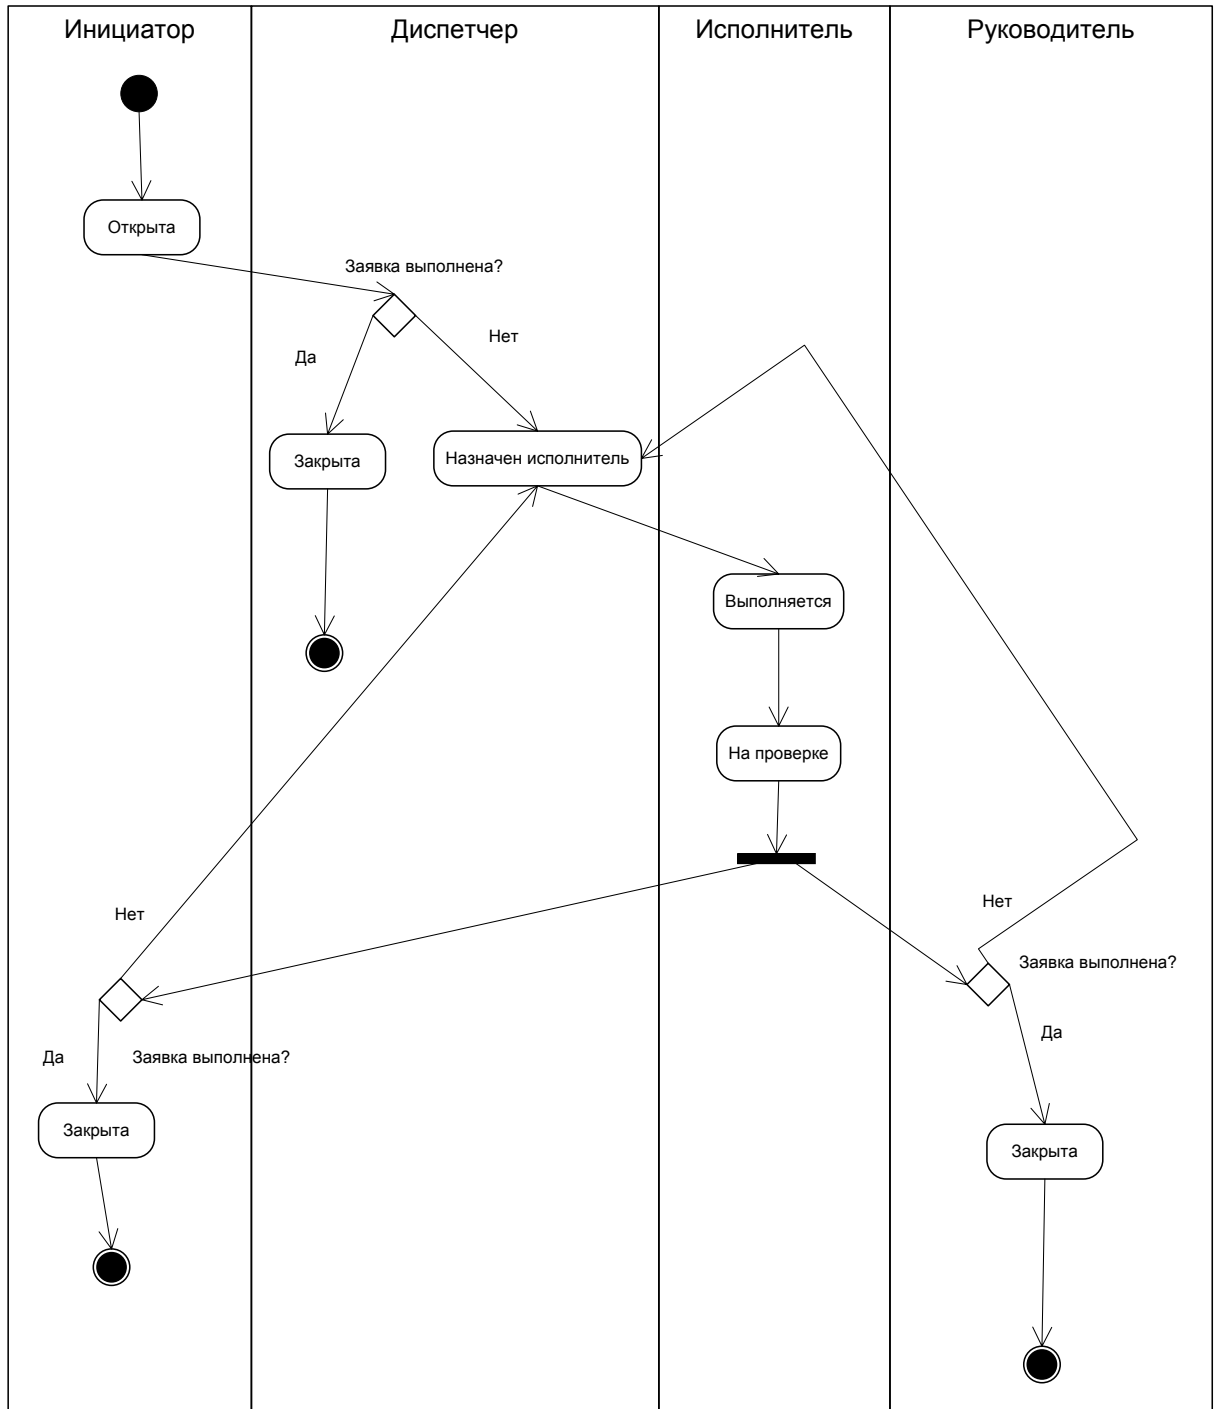 Инициатор
Диспетчер
Исполнитель
Руководитель
Открыта
Заявка выполнена?
Нет
Да
Закрыта
Назначен исполнитель
Выполняется
На проверке
Нет
Нет
Заявка выполнена?
Да
Да
Заявка выполнена?
Закрыта
Закрыта